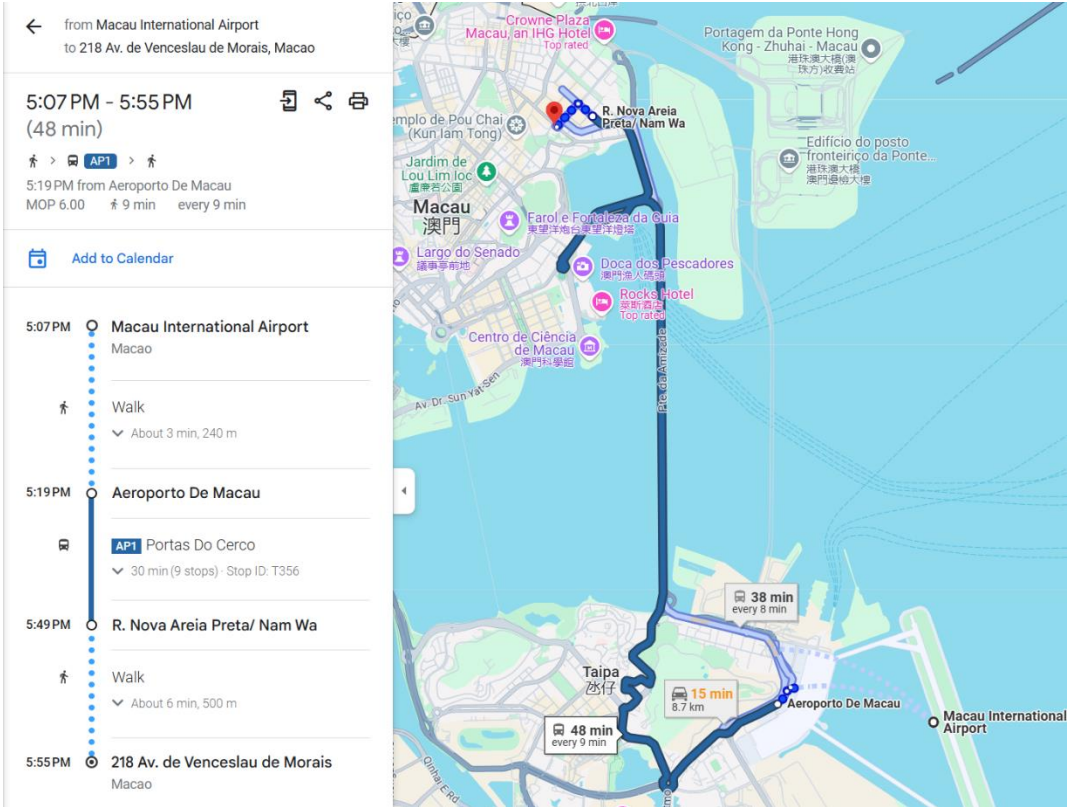 from Macau International Airport
to 218 Av. de Venceslau de Morais, Macao
5:07 PM - 5:55 PM
(48 min)
AP1
5:19 PM from Aeroporto De Macau
MOP 6.00 9 min every 9 min
Add to Calendar
5:07 PM Macau International Airport
Macao
Walk
About 3 min, 240 m
5:19 PM Aeroporto De Macau
AP1 Portas Do Cerco
30 min (9 stops) · Stop ID: T356
5:49 PM R. Nova Areia Preta/ Nam Wa
Walk
About 6 min, 500 m
5:55 PM 218 Av. de Venceslau de Morais
Macao
Crowne Plaza
Macau, an IHG Hotel
Top rated
Portagem da Ponte Hong
Kong - Zhuhai - Macau
港珠澳大橋(澳
珠方)收費站
R. Nova Areia
Preta/ Nam Wa
emplo de Pou Chai
(Kun Iam Tong)
Edifício do posto
fronteiriço da Ponte...
港珠澳大橋
澳門邊檢大樓
Jardim de
Lou Lim Ioc
盧廉若公園
Macau
澳門
Farol e Fortaleza da Guia
東望洋炮台東望洋燈塔
Largo do Senado
議事亭前地
Doca dos Pescadores
澳門漁人碼頭
Rocks Hotel
萊斯酒店
Top rated
Centro de Ciência
de Macau
澳門科學館
Av. Dr. Sun Yat-Sen
Pte. da Amizade
38 min
every 8 min
Taipa
氹仔
15 min
8.7 km
Aeroporto De Macau
Macau International
Airport
48 min
every 9 min
Qinhai E Rd